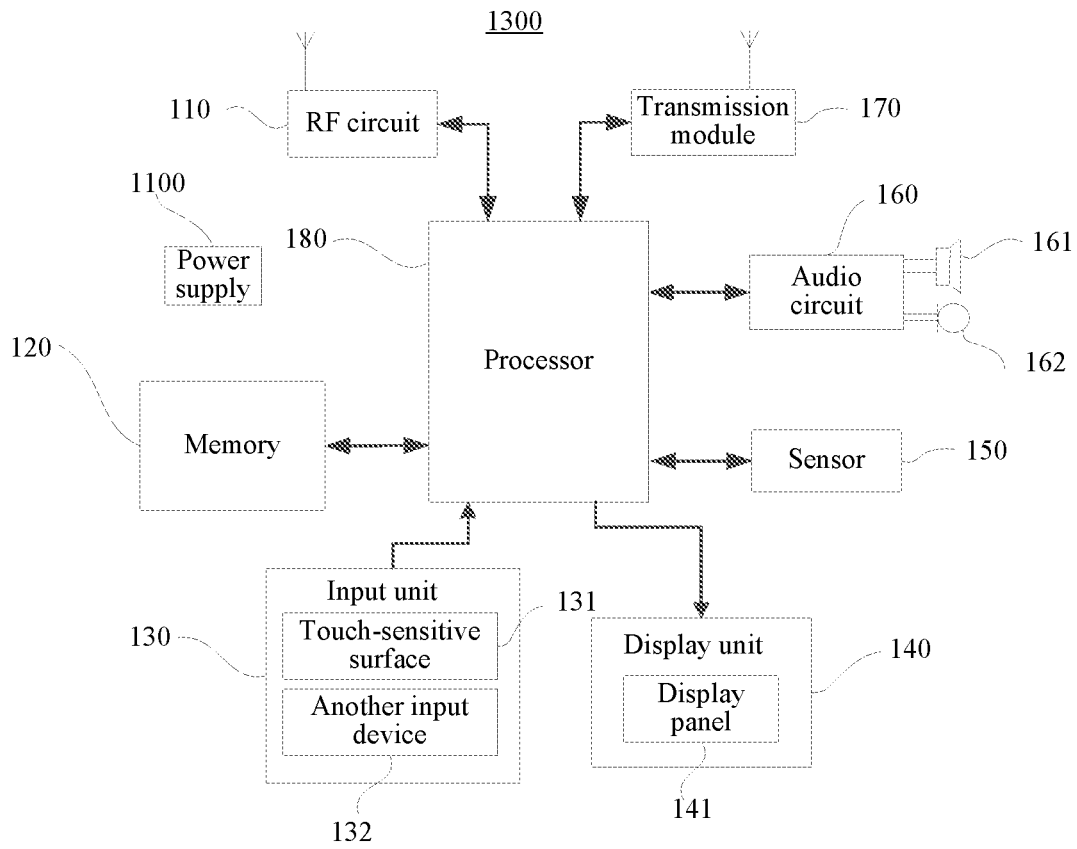 1300
110
RF circuit
Transmission
module
170
1100
Power
supply
180
160
Audio
circuit
161
162
120
Processor
Memory
Sensor
150
Input unit
131
Touch-sensitive
surface
130
Another input
device
132
Display unit
140
Display
panel
141